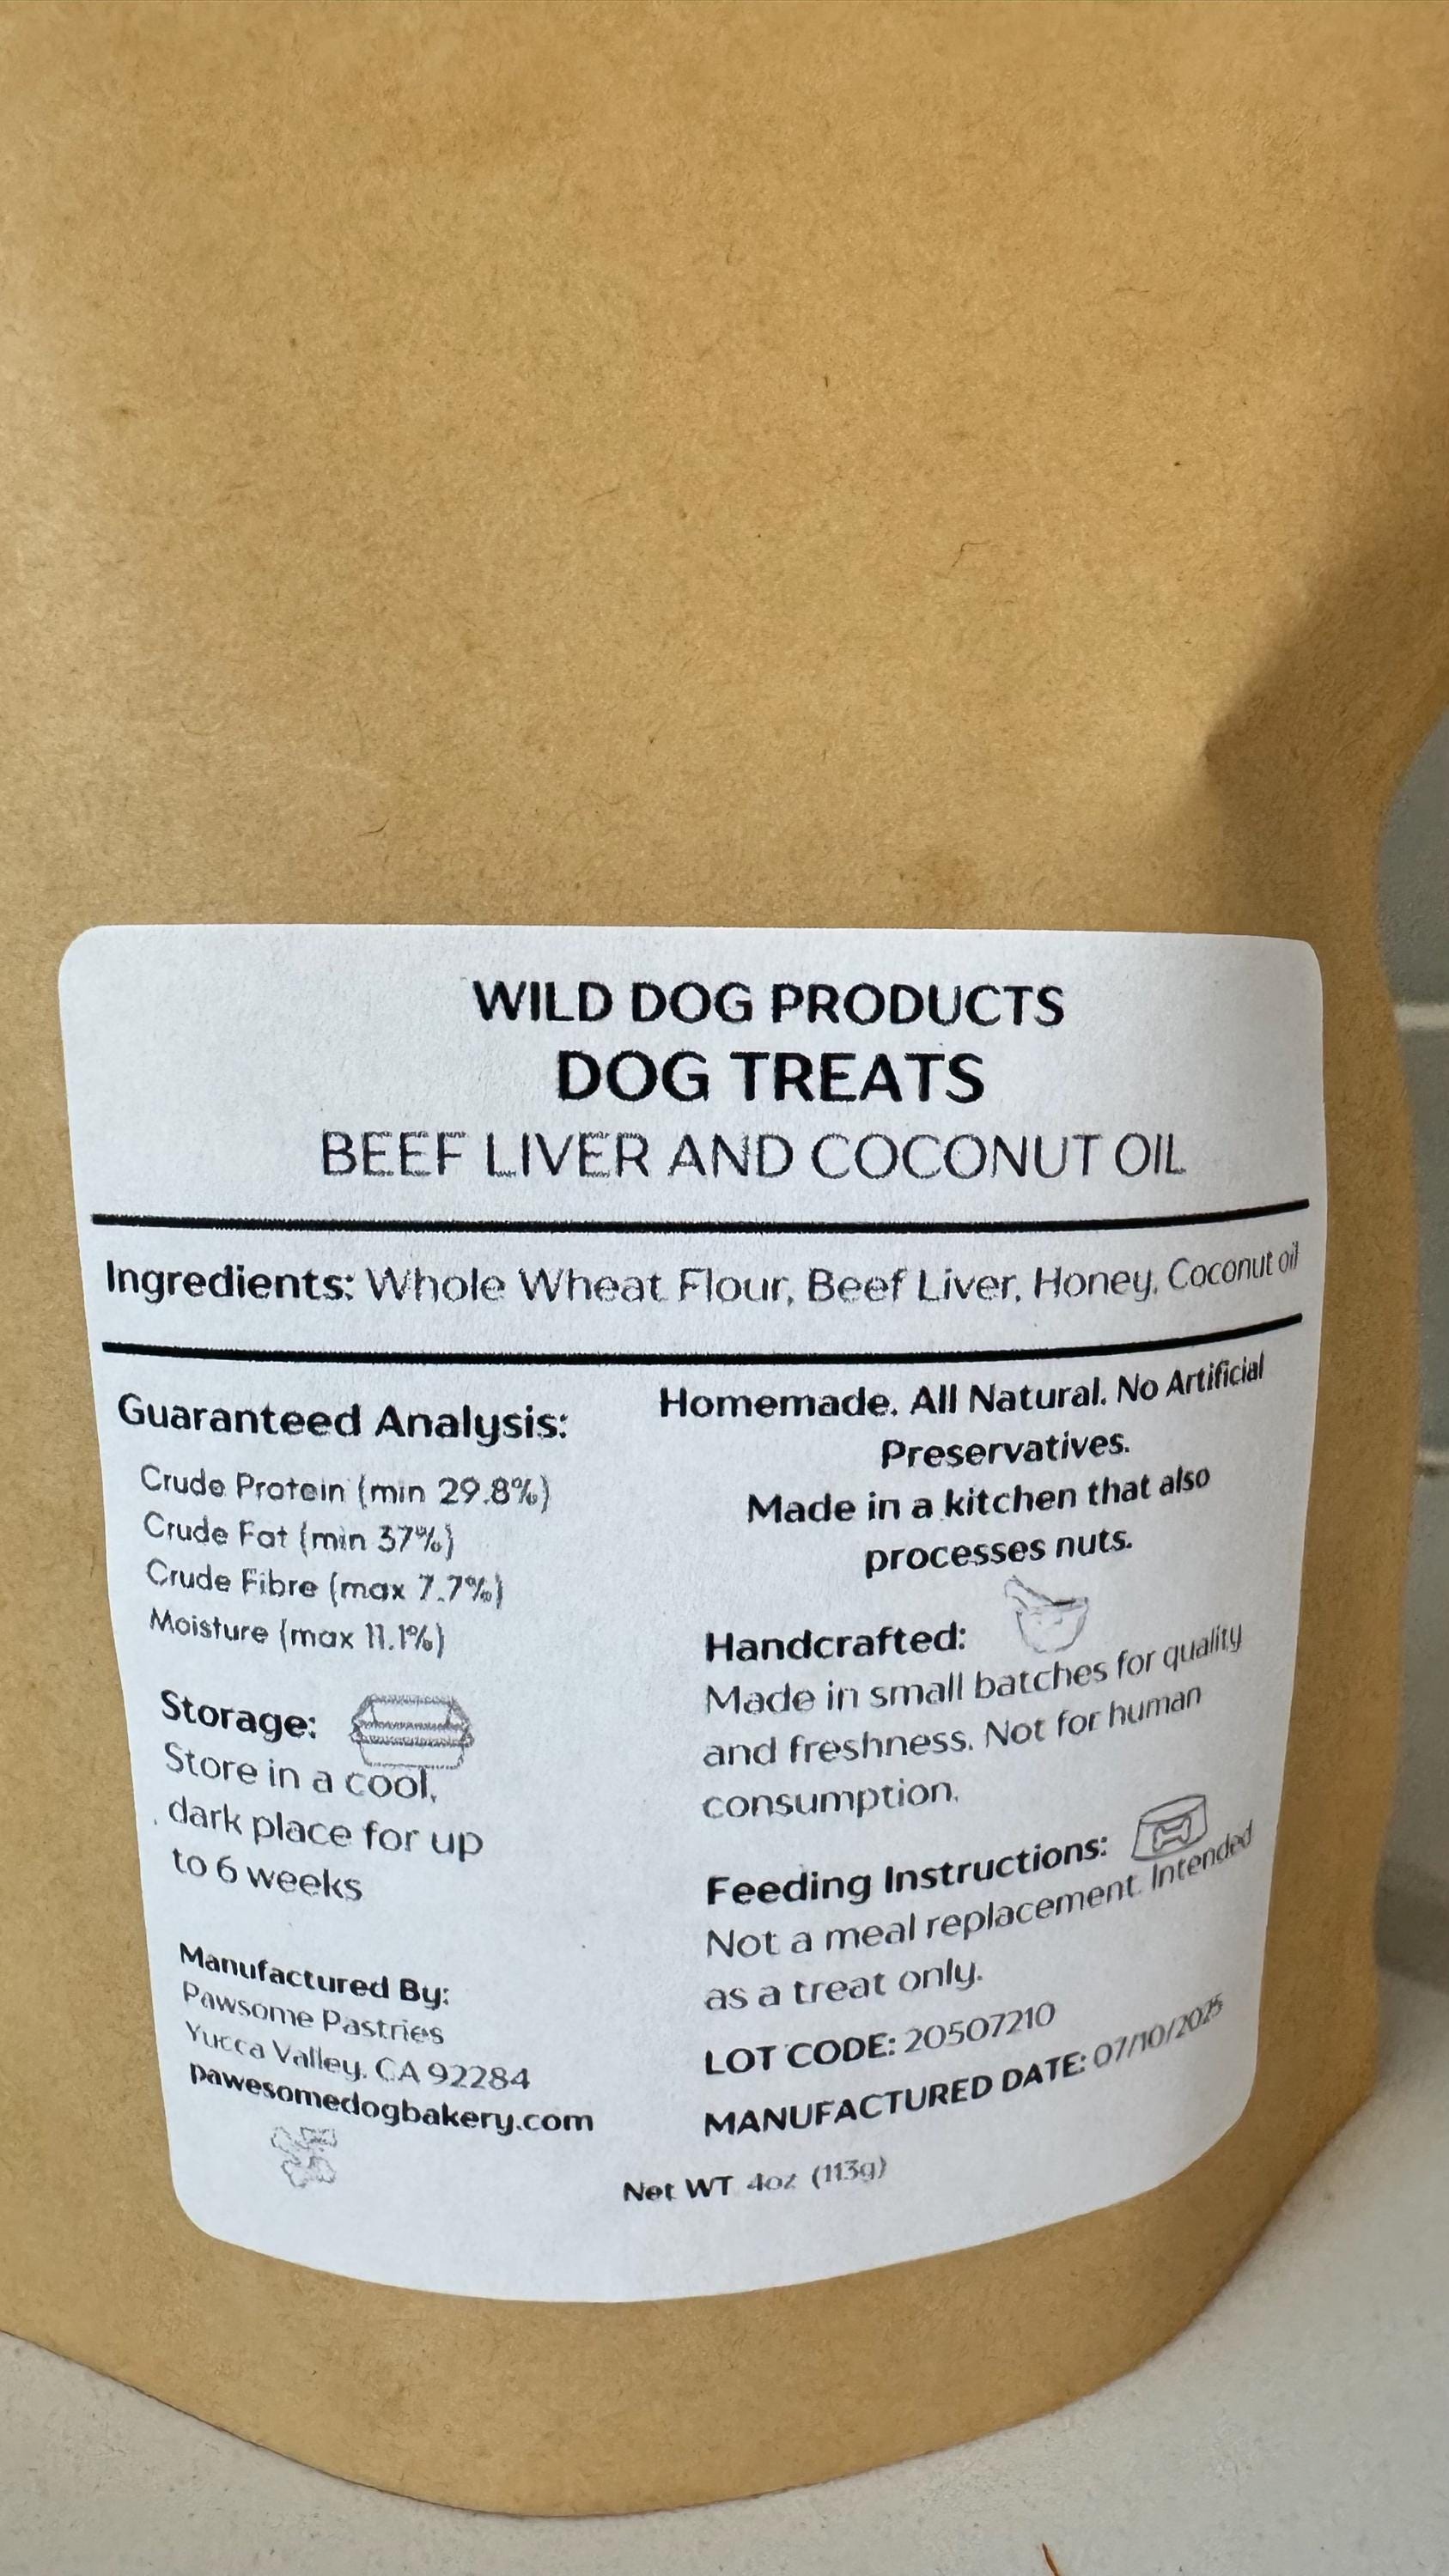 WILD DOG PRODUCTS
DOG TREATS
BEEF LIVER AND COCONUT OIL
Ingredients: Whole Wheat Flour, Beef Liver, Honey, Coconut oil
Guaranteed Analysis:
Crude Protein (min 29.8%)
Crude Fat (min 37%)
Crude Fibre (max 7.7%)
Moisture (max 11.1%)
Storage:
Store in a cool,
dark place for up
to 6 weeks
Manufactured By:
Pawsome Pastries
Yucca Valley, CA 92284
pawesomedogbakery.com
Homemade. All Natural. No Artificial
Preservatives.
Made in a kitchen that also
processes nuts.
Handcrafted:
Made in small batches for quality
and freshness. Not for human
consumption.
Feeding Instructions:
Not a meal replacement. Intended
as a treat only.
LOT CODE: 20507210
MANUFACTURED DATE: 07/10/2025
Net WT 4oz (113g)